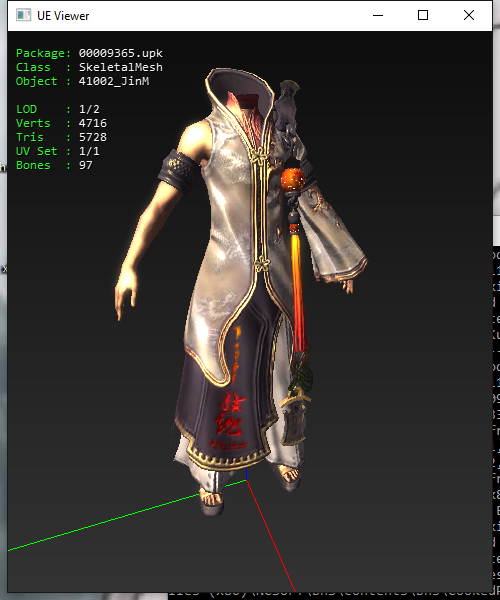 UE Viewer
Package: 00009365.upk
Class : SkeletalMesh
Object : 41002_JinM
LOD : 1/2
Verts : 4716
Tris : 5728
UV Set : 1/1
Bones : 97